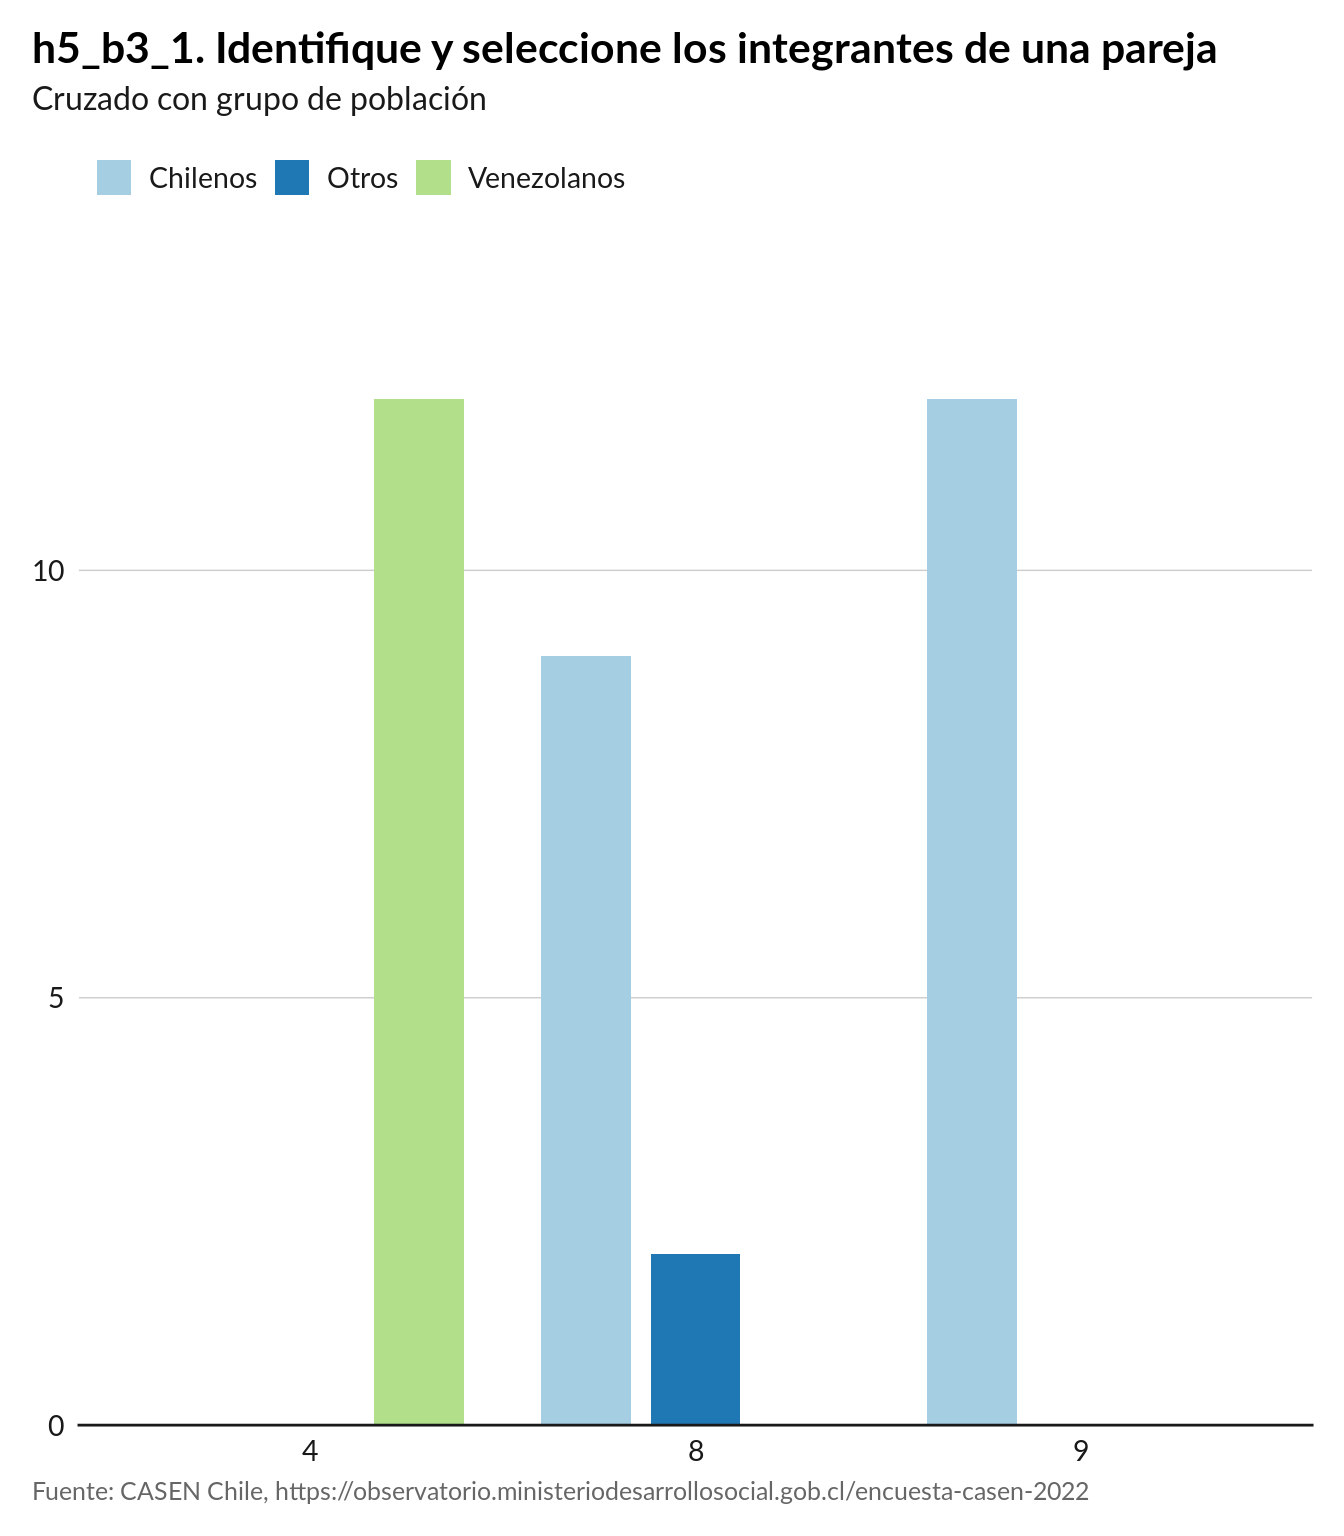 h5_b3_1. Identifique y seleccione los integrantes de una pareja
Cruzado con grupo de población
Chilenos Otros Venezolanos
10
5
0
4 8 9
Fuente: CASEN Chile, https://observatorio.ministeriodesarrollosocial.gob.cl/encuesta-casen-2022